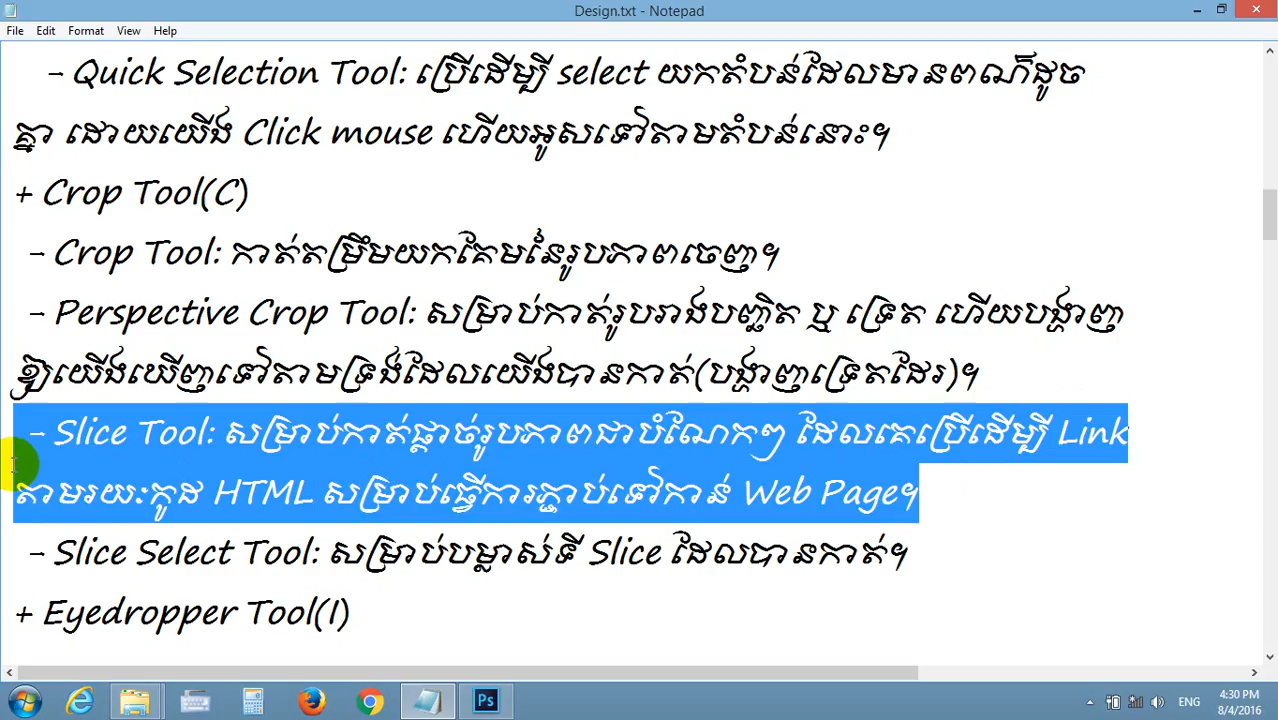 Design.txt - Notepad
File Edit Format View Help
- Quick Selection Tool: ប្រើដើម្បី select យកតំបន់ដែលមានពណ៌ដូច
គ្នា ដោយយើង Click mouse ហើយអូសទៅតាមតំបន់នោះ។
+ Crop Tool(C)
- Crop Tool: កាត់តម្រឹមយកគែមនៃរូបភាពចេញ។
- Perspective Crop Tool: សម្រាប់កាត់រូបរាងបញ្ឆិត ឬ ទ្រេត ហើយបង្ហាញ
ឱ្យយើងឃើញទៅតាមទ្រង់ដែលយើងបានកាត់(បង្ហាញទ្រេតដែរ)។
- Slice Tool: សម្រាប់កាត់ផ្តាច់រូបភាពជាបំណែកៗ ដែលគេប្រើដើម្បី Link
តាមរយៈកូដ HTML សម្រាប់ធ្វើការភ្ជាប់ទៅកាន់ Web Page។
- Slice Select Tool: សម្រាប់បម្លាស់ទី Slice ដែលបានកាត់។
+ Eyedropper Tool(I)
Ps
ENG
4:30 PM
8/4/2016